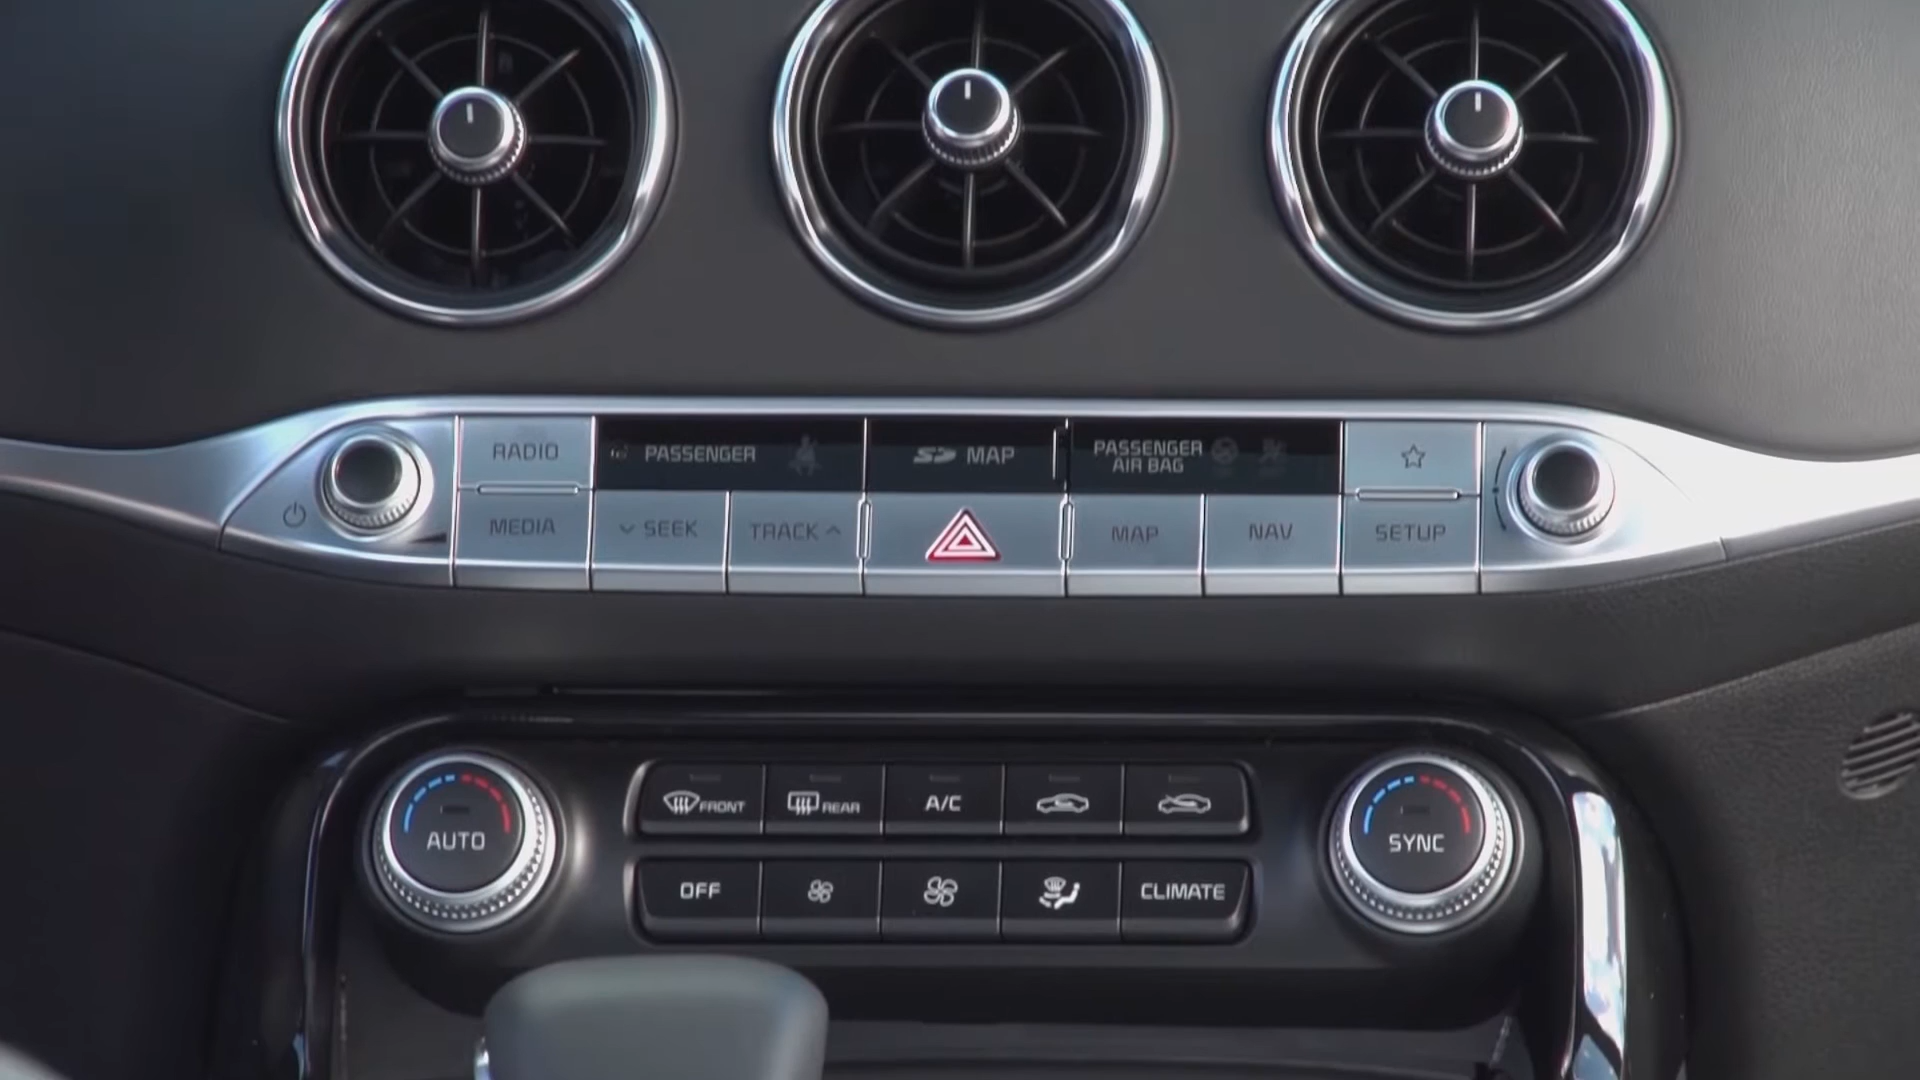 RADIO
PASSENGER
SD MAP
PASSENGER
AIR BAG
MEDIA
SEEK
TRACK
MAP
NAV
SETUP
AUTO
FRONT
REAR
A/C
SYNC
OFF
CLIMATE